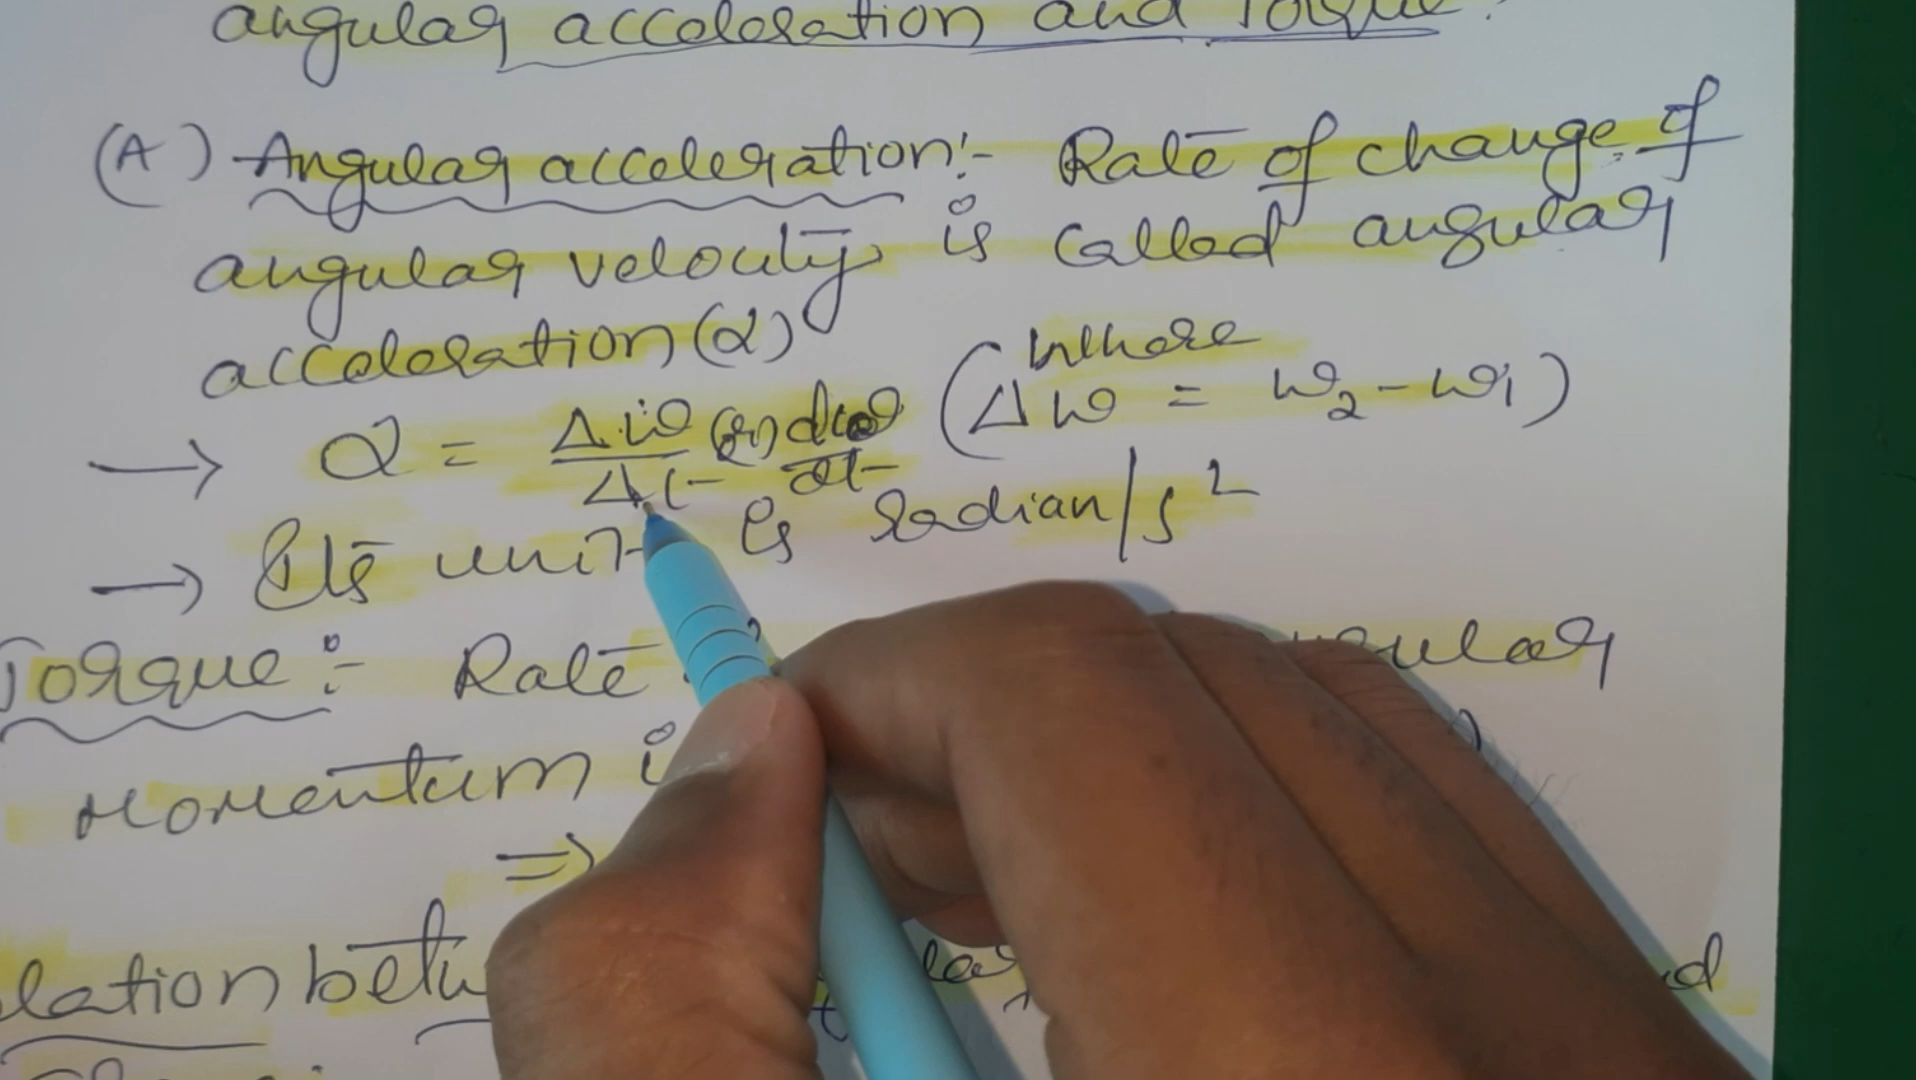 angular acceleration and Torque:
(A) Angular acceleration:- Rate of change of
angular velocity is called angular
acceleration (α)
→ α = Δω/Δt (or) dω/dt (Where Δω = ω₂ - ω₁)
→ Its unit is radian/s²
Torque:- Rate
Momentum i
⇒
lation betw